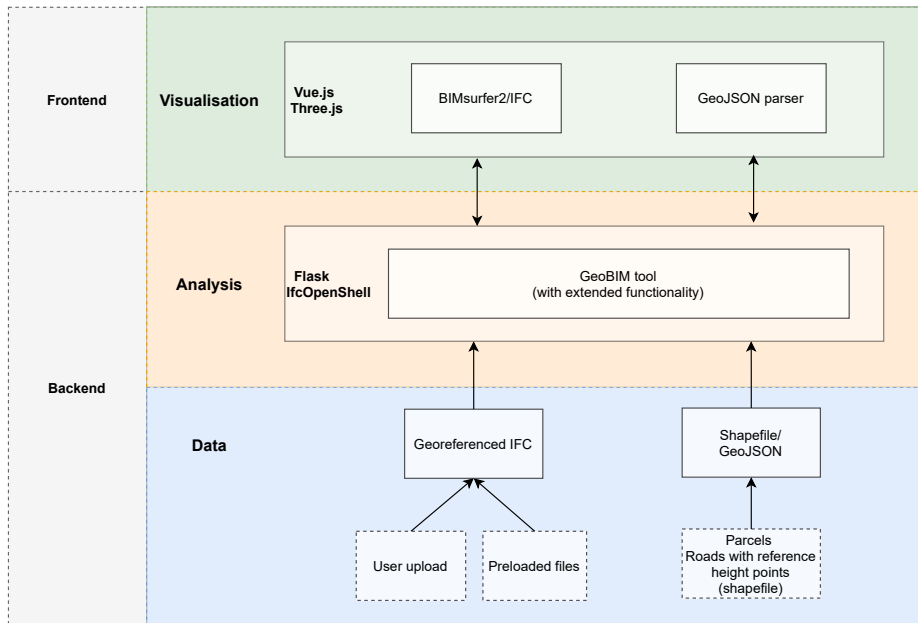 Frontend
Visualisation
Vue.js
Three.js
BIMsurfer2/IFC
GeoJSON parser
Backend
Analysis
Flask
IfcOpenShell
GeoBIM tool
(with extended functionality)
Data
Georeferenced IFC
Shapefile/
GeoJSON
User upload
Preloaded files
Parcels
Roads with reference
height points
(shapefile)